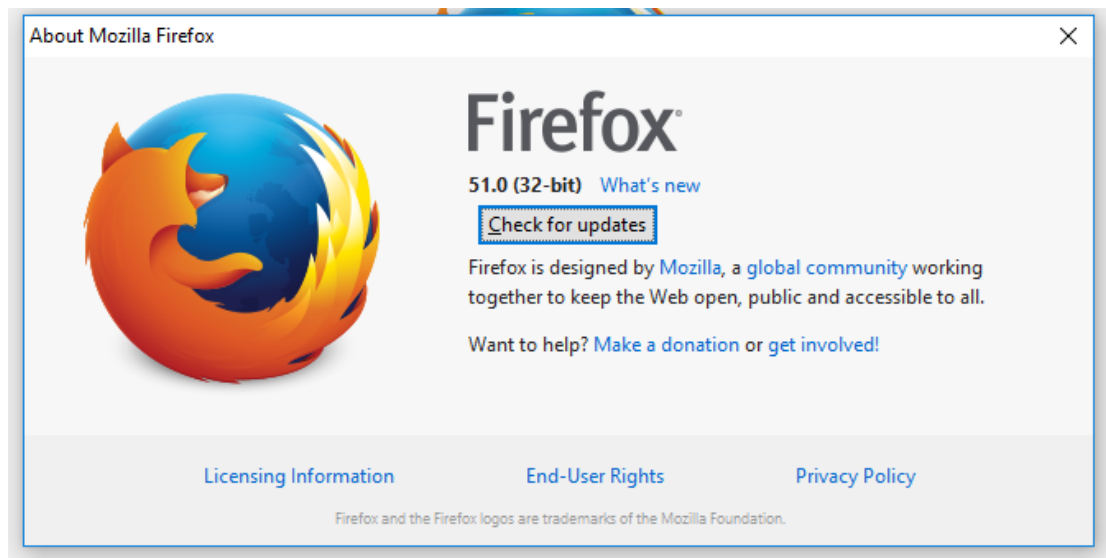 About Mozilla Firefox
Firefox®
51.0 (32-bit) What's new
Check for updates
Firefox is designed by Mozilla, a global community working
together to keep the Web open, public and accessible to all.
Want to help? Make a donation or get involved!
Licensing Information End-User Rights Privacy Policy
Firefox and the Firefox logos are trademarks of the Mozilla Foundation.